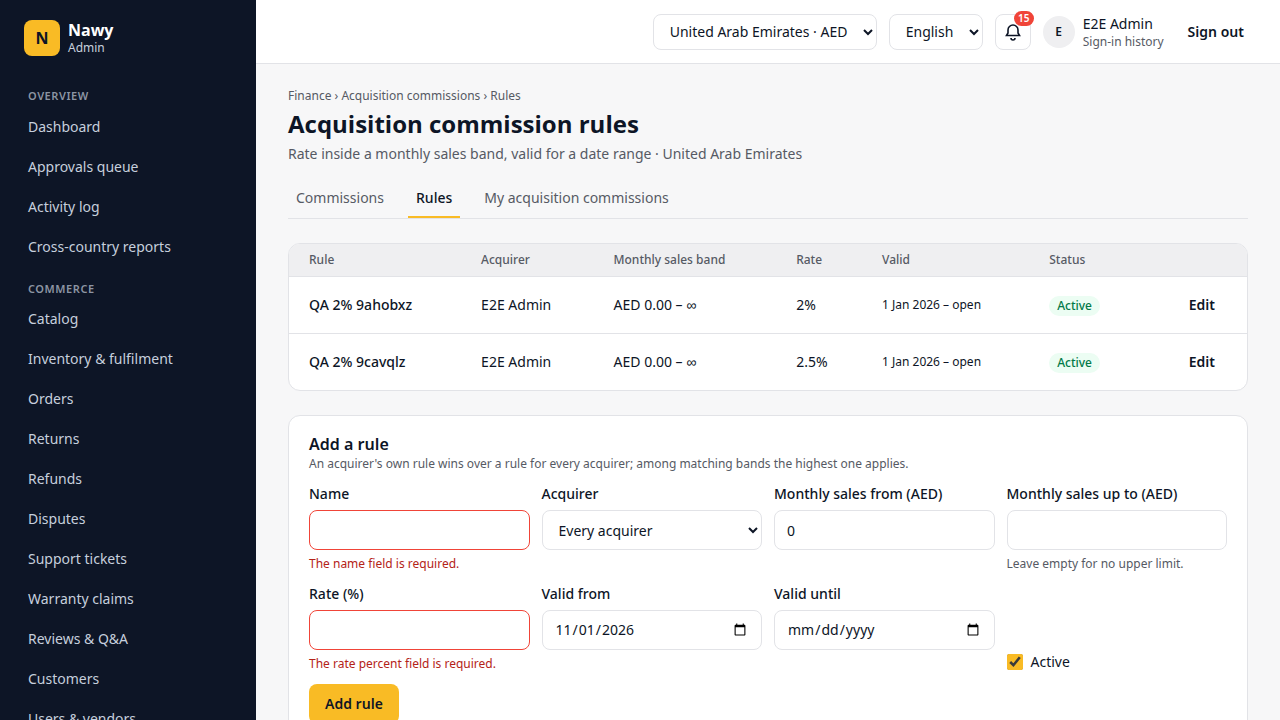 N
Nawy
Admin
United Arab Emirates · AED
English
15
E
E2E Admin
Sign-in history
Sign out
OVERVIEW
Dashboard
Approvals queue
Activity log
Cross-country reports
COMMERCE
Catalog
Inventory & fulfilment
Orders
Returns
Refunds
Disputes
Support tickets
Warranty claims
Reviews & Q&A
Customers
Users & vendors
Finance › Acquisition commissions › Rules
Acquisition commission rules
Rate inside a monthly sales band, valid for a date range · United Arab Emirates
Commissions Rules My acquisition commissions
Rule Acquirer Monthly sales band Rate Valid Status
QA 2% 9ahobxz E2E Admin AED 0.00 – ∞ 2% 1 Jan 2026 – open Active Edit
QA 2% 9cavqlz E2E Admin AED 0.00 – ∞ 2.5% 1 Jan 2026 – open Active Edit
Add a rule
An acquirer's own rule wins over a rule for every acquirer; among matching bands the highest one applies.
Name Acquirer Monthly sales from (AED) Monthly sales up to (AED)
Every acquirer 0
The name field is required. Leave empty for no upper limit.
Rate (%) Valid from Valid until
11/01/2026 mm/dd/yyyy
The rate percent field is required. Active
Add rule